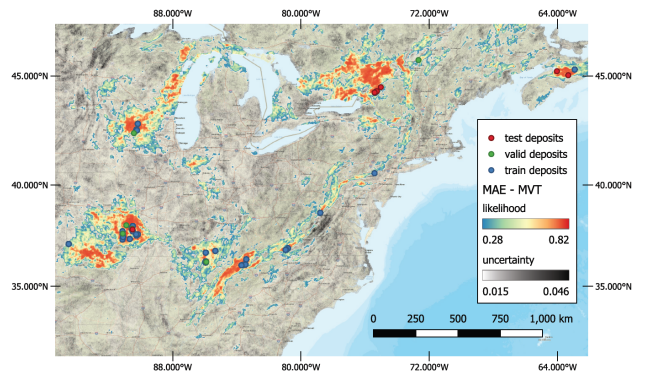 88.000°W 80.000°W 72.000°W 64.000°W
45.000°N 45.000°N
test deposits
valid deposits
train deposits
MAE - MVT
likelihood
0.28 0.82
uncertainty
0.015 0.046
40.000°N 40.000°N
35.000°N 35.000°N
0 250 500 750 1,000 km
88.000°W 80.000°W 72.000°W 64.000°W